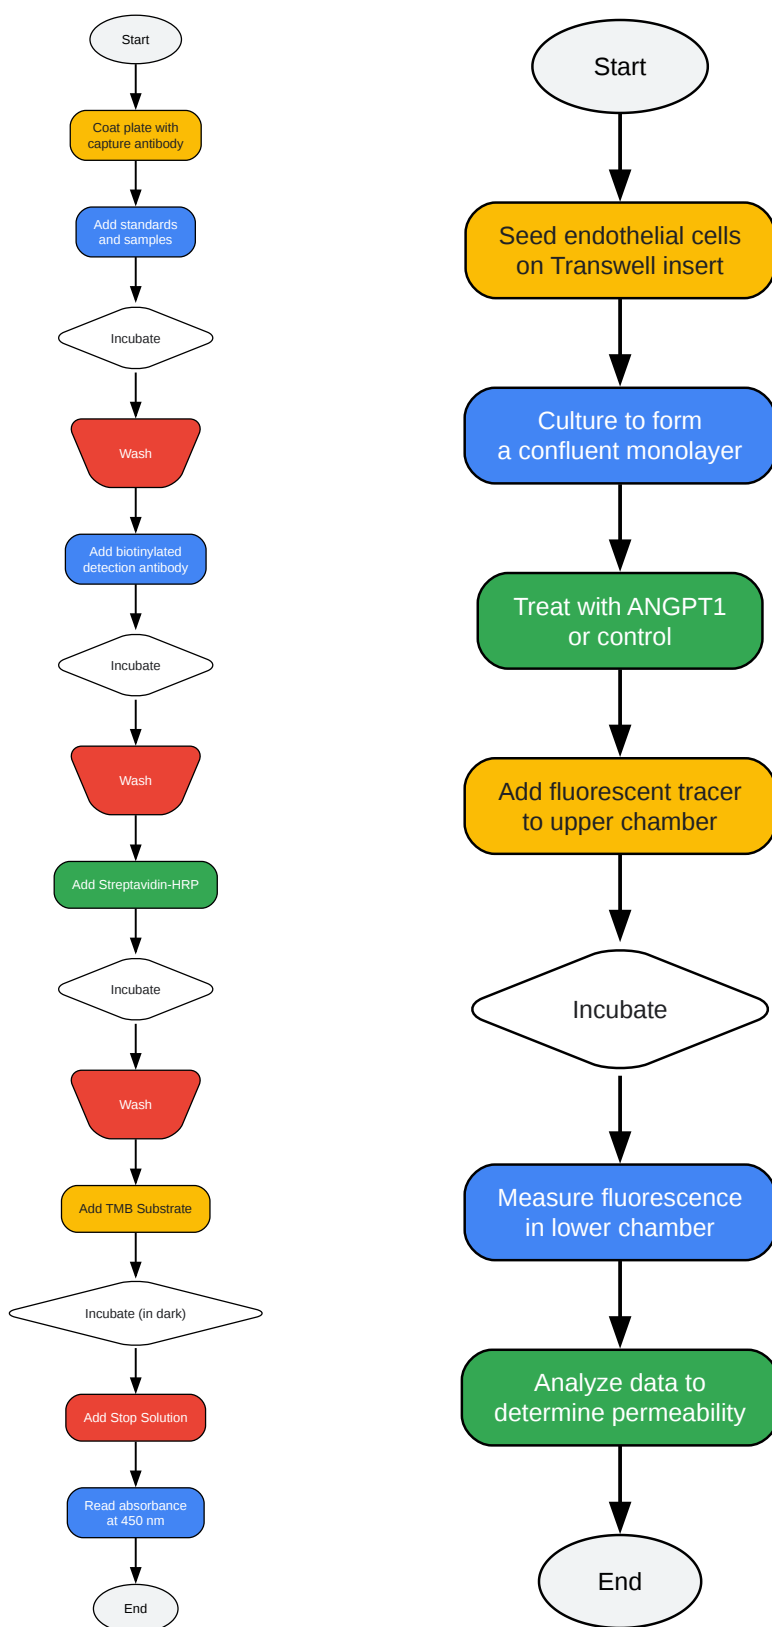 Start
Coat plate with
capture antibody
Add standards
and samples
Incubate
Wash
Add biotinylated
detection antibody
Incubate
Wash
Add Streptavidin-HRP
Incubate
Wash
Add TMB Substrate
Incubate (in dark)
Add Stop Solution
Read absorbance
at 450 nm
End
Start
Seed endothelial cells
on Transwell insert
Culture to form
a confluent monolayer
Treat with ANGPT1
or control
Add fluorescent tracer
to upper chamber
Incubate
Measure fluorescence
in lower chamber
Analyze data to
determine permeability
End